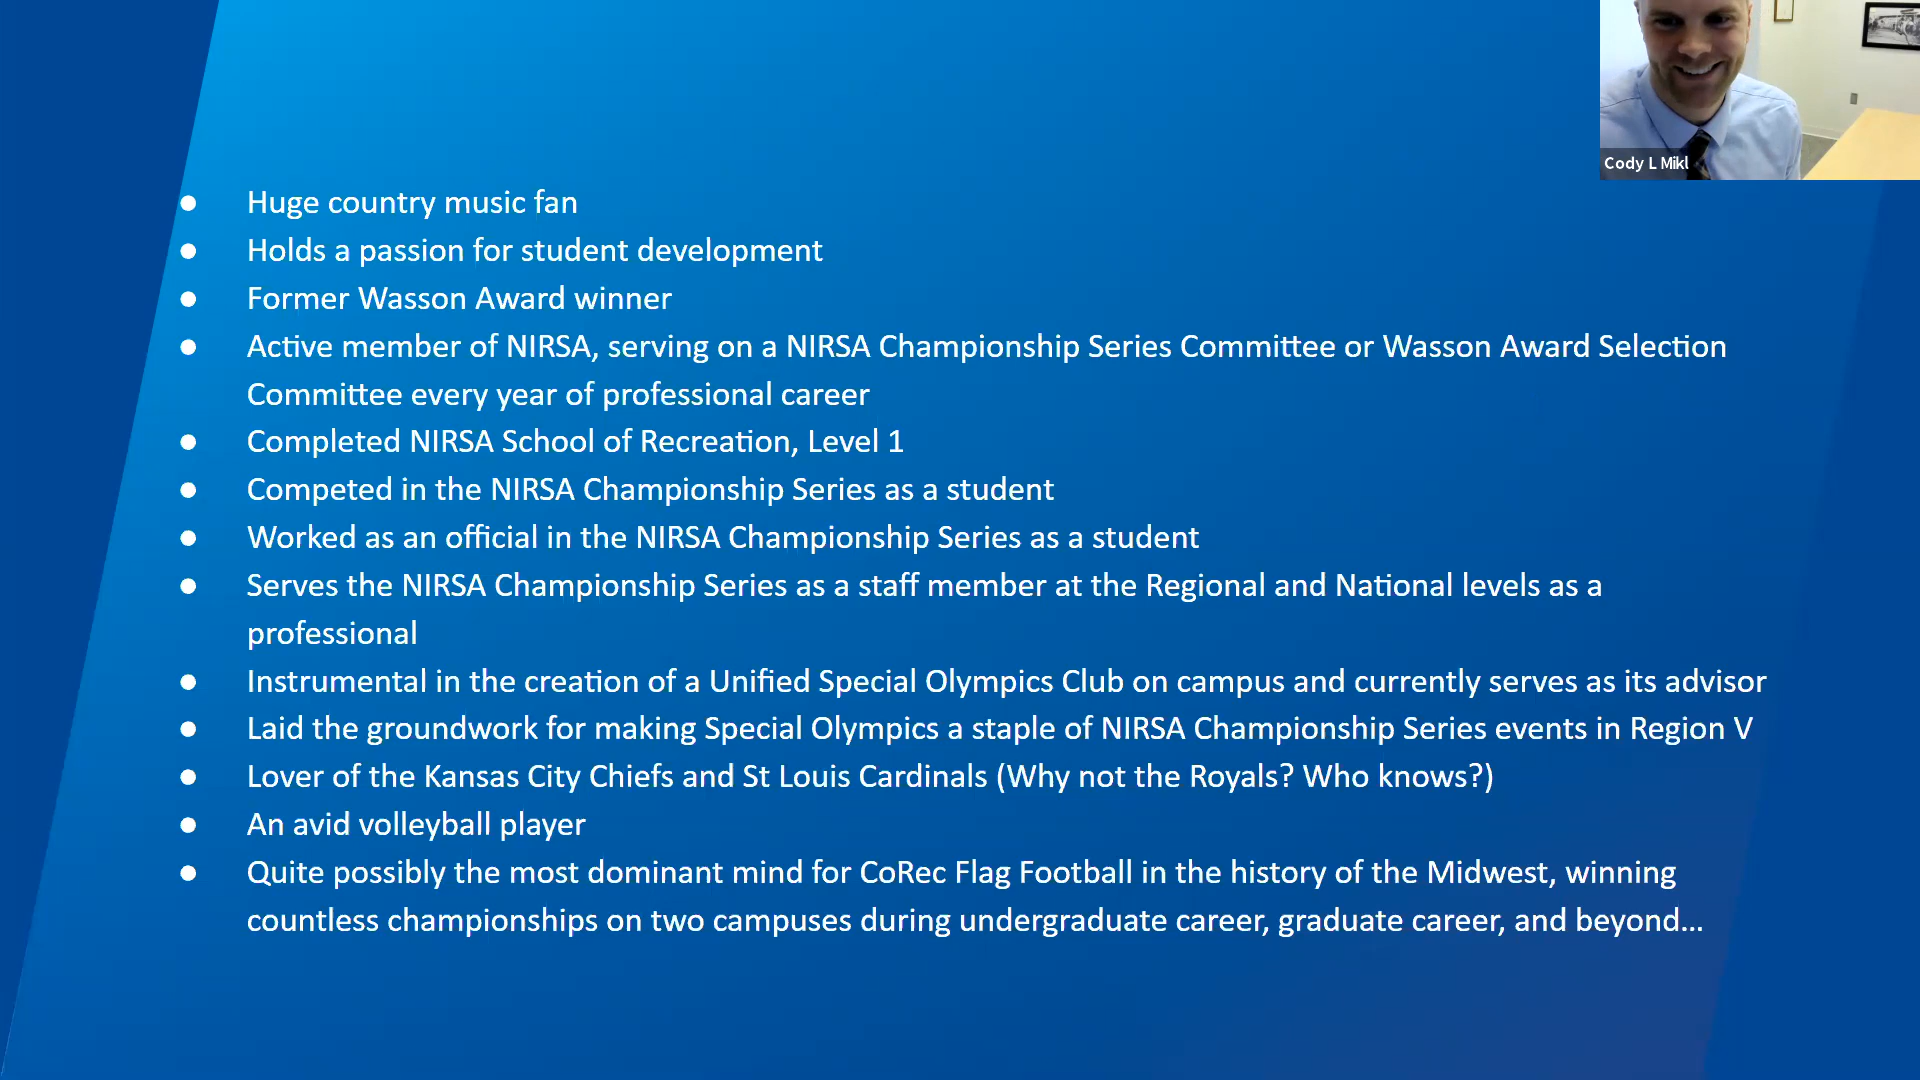 Cody L Mikl
● Huge country music fan
● Holds a passion for student development
● Former Wasson Award winner
● Active member of NIRSA, serving on a NIRSA Championship Series Committee or Wasson Award Selection
Committee every year of professional career
● Completed NIRSA School of Recreation, Level 1
● Competed in the NIRSA Championship Series as a student
● Worked as an official in the NIRSA Championship Series as a student
● Serves the NIRSA Championship Series as a staff member at the Regional and National levels as a
professional
● Instrumental in the creation of a Unified Special Olympics Club on campus and currently serves as its advisor
● Laid the groundwork for making Special Olympics a staple of NIRSA Championship Series events in Region V
● Lover of the Kansas City Chiefs and St Louis Cardinals (Why not the Royals? Who knows?)
● An avid volleyball player
● Quite possibly the most dominant mind for CoRec Flag Football in the history of the Midwest, winning
countless championships on two campuses during undergraduate career, graduate career, and beyond...